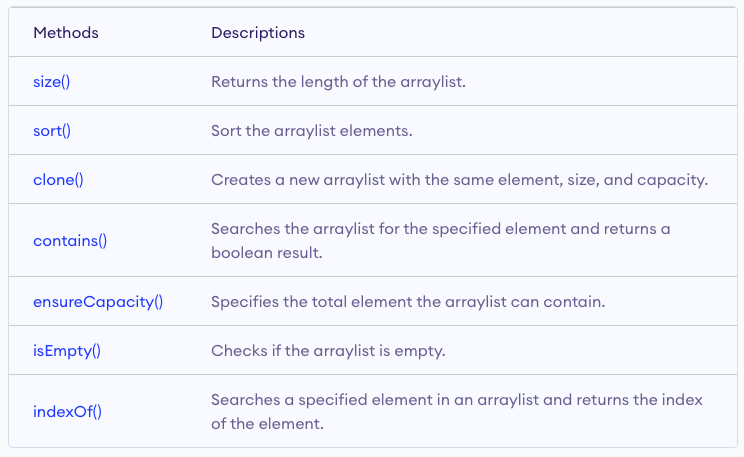 Methods Descriptions
size() Returns the length of the arraylist.
sort() Sort the arraylist elements.
clone() Creates a new arraylist with the same element, size, and capacity.
contains() Searches the arraylist for the specified element and returns a
boolean result.
ensureCapacity() Specifies the total element the arraylist can contain.
isEmpty() Checks if the arraylist is empty.
indexOf() Searches a specified element in an arraylist and returns the index
of the element.